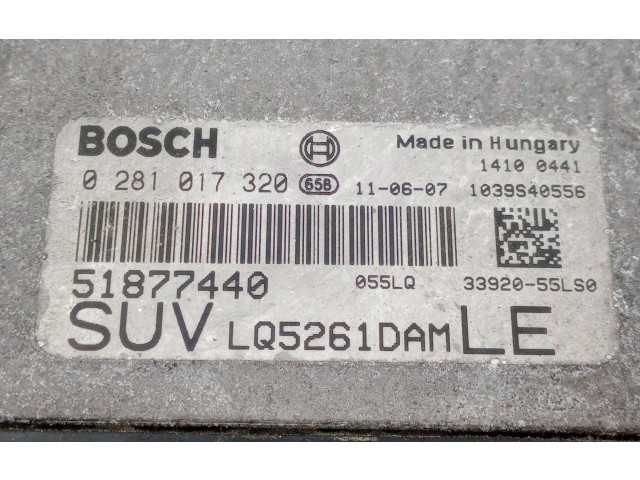 BOSCH Made in Hungary
1410 0441
0 281 017 320 65B 11-06-07 1039S40556
51877440 055LQ 33920-55LS0
SUV LQ5261DAM LE